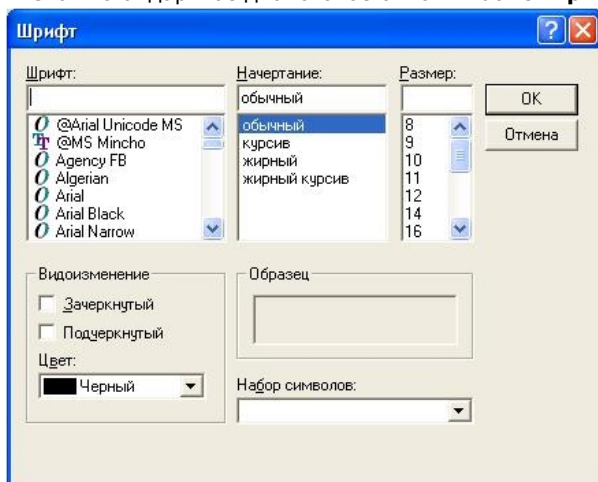 Шрифт
Шрифт:
Начертание:
Размер:
обычный
OK
Отмена
@Arial Unicode MS
@MS Mincho
Agency FB
Algerian
Arial
Arial Black
Arial Narrow
обычный
курсив
жирный
жирный курсив
8
9
10
11
12
14
16
Видоизменение
Зачеркнутый
Подчеркнутый
Цвет:
Черный
Образец
Набор символов: